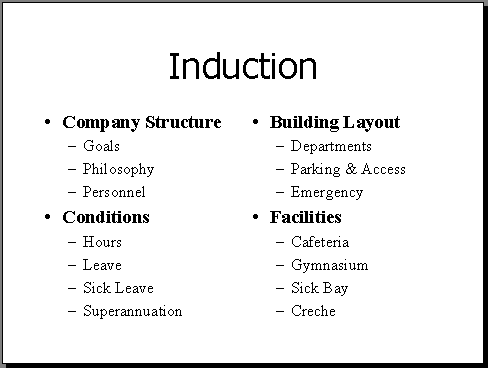 Induction
• Company Structure
– Goals
– Philosophy
– Personnel
• Conditions
– Hours
– Leave
– Sick Leave
– Superannuation
• Building Layout
– Departments
– Parking & Access
– Emergency
• Facilities
– Cafeteria
– Gymnasium
– Sick Bay
– Creche